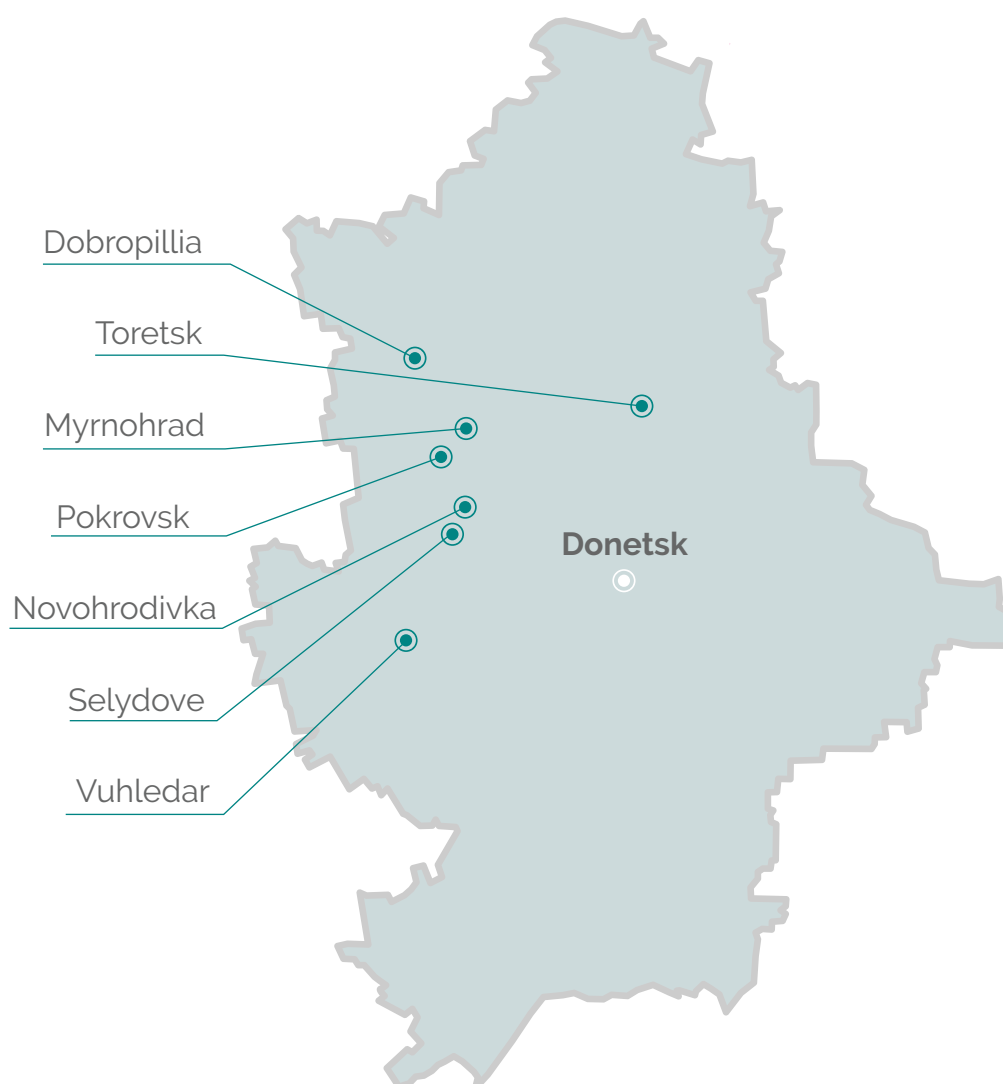 Dobropillia
Toretsk
Myrnohrad
Pokrovsk
Donetsk
Novohrodivka
Selydove
Vuhledar